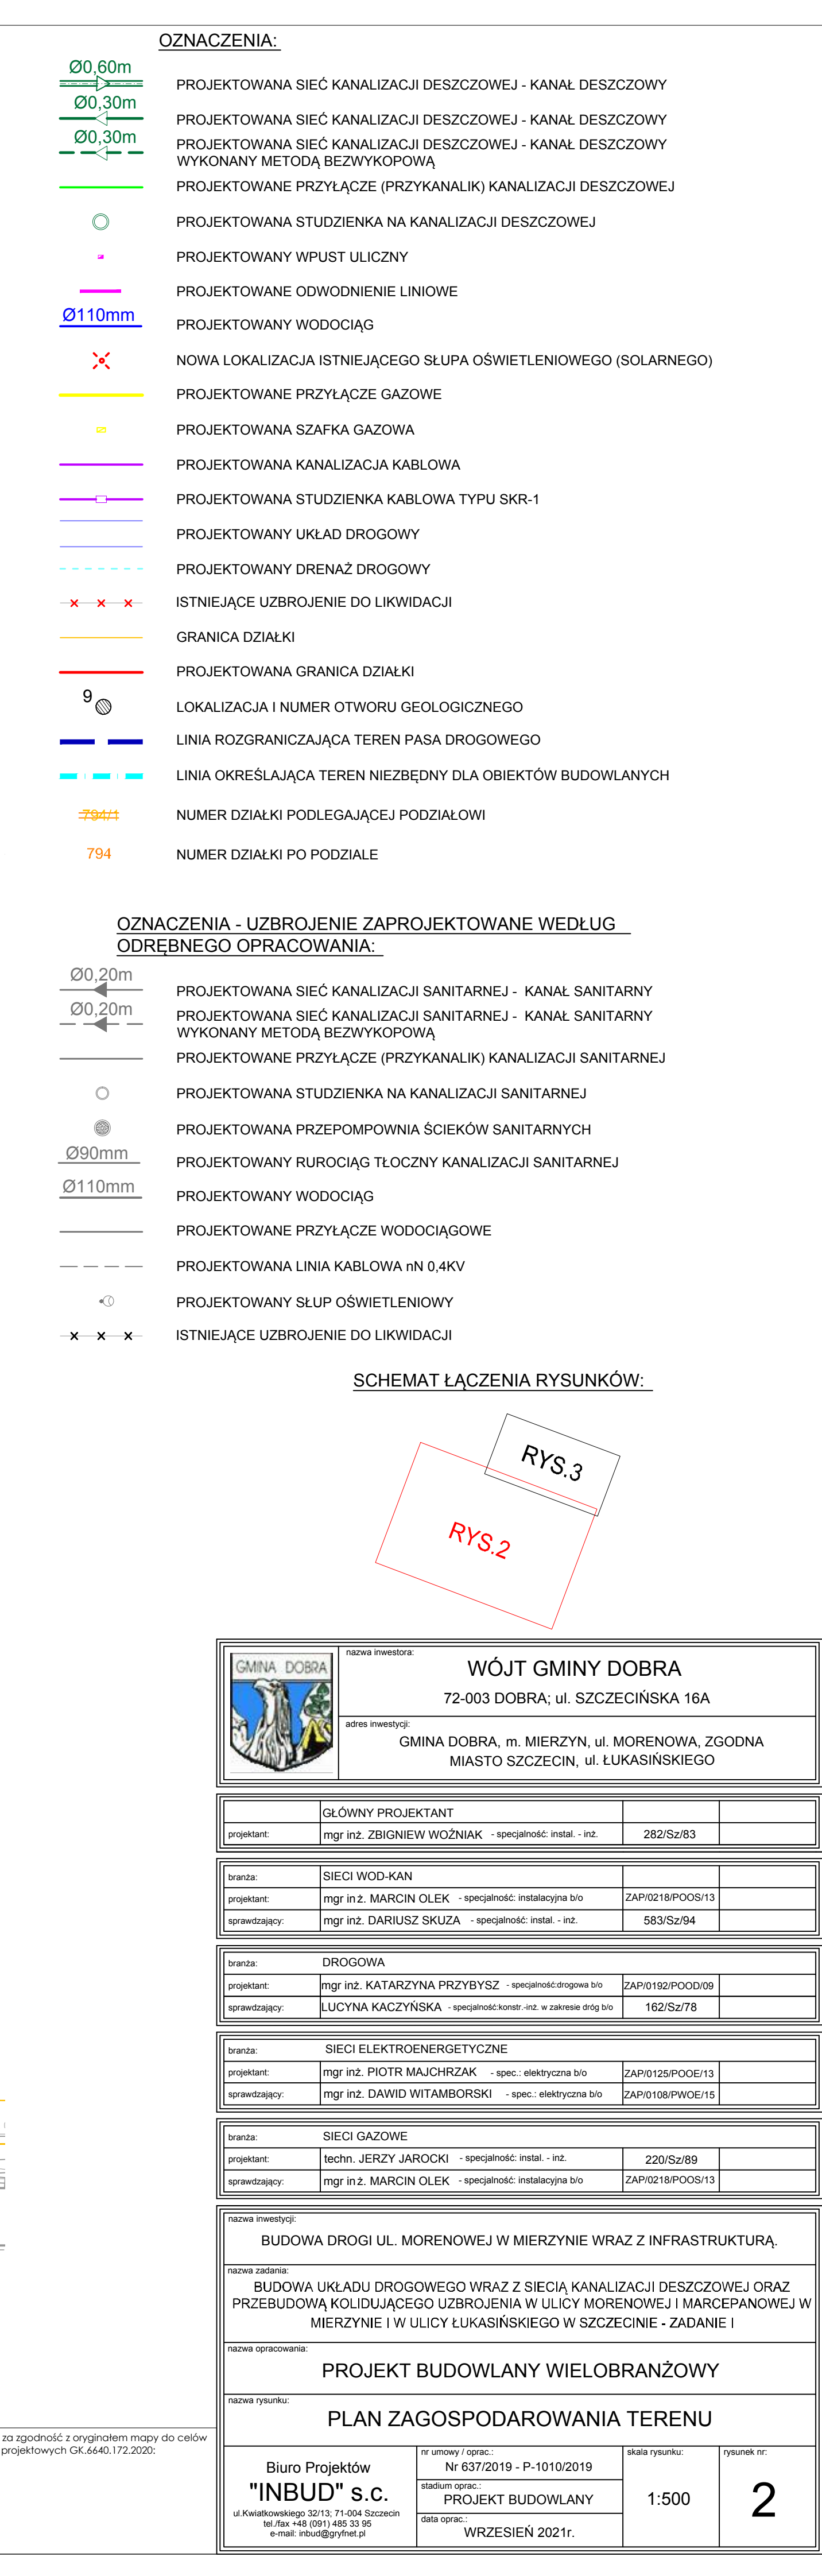 OZNACZENIA:
Ø0,60m
PROJEKTOWANA SIEĆ KANALIZACJI DESZCZOWEJ - KANAŁ DESZCZOWY
Ø0,30m
PROJEKTOWANA SIEĆ KANALIZACJI DESZCZOWEJ - KANAŁ DESZCZOWY
Ø0,30m
PROJEKTOWANA SIEĆ KANALIZACJI DESZCZOWEJ - KANAŁ DESZCZOWY
WYKONANY METODĄ BEZWYKOPOWĄ
PROJEKTOWANE PRZYŁĄCZE (PRZYKANALIK) KANALIZACJI DESZCZOWEJ
PROJEKTOWANA STUDZIENKA NA KANALIZACJI DESZCZOWEJ
PROJEKTOWANY WPUST ULICZNY
PROJEKTOWANE ODWODNIENIE LINIOWE
Ø110mm
PROJEKTOWANY WODOCIĄG
NOWA LOKALIZACJA ISTNIEJĄCEGO SŁUPA OŚWIETLENIOWEGO (SOLARNEGO)
PROJEKTOWANE PRZYŁĄCZE GAZOWE
PROJEKTOWANA SZAFKA GAZOWA
PROJEKTOWANA KANALIZACJA KABLOWA
PROJEKTOWANA STUDZIENKA KABLOWA TYPU SKR-1
PROJEKTOWANY UKŁAD DROGOWY
PROJEKTOWANY DRENAŻ DROGOWY
ISTNIEJĄCE UZBROJENIE DO LIKWIDACJI
GRANICA DZIAŁKI
PROJEKTOWANA GRANICA DZIAŁKI
9
LOKALIZACJA I NUMER OTWORU GEOLOGICZNEGO
LINIA ROZGRANICZAJĄCA TEREN PASA DROGOWEGO
LINIA OKREŚLAJĄCA TEREN NIEZBĘDNY DLA OBIEKTÓW BUDOWLANYCH
794/1 NUMER DZIAŁKI PODLEGAJĄCEJ PODZIAŁOWI
794 NUMER DZIAŁKI PO PODZIALE
OZNACZENIA - UZBROJENIE ZAPROJEKTOWANE WEDŁUG
ODRĘBNEGO OPRACOWANIA:
Ø0,20m
PROJEKTOWANA SIEĆ KANALIZACJI SANITARNEJ - KANAŁ SANITARNY
Ø0,20m
PROJEKTOWANA SIEĆ KANALIZACJI SANITARNEJ - KANAŁ SANITARNY
WYKONANY METODĄ BEZWYKOPOWĄ
PROJEKTOWANE PRZYŁĄCZE (PRZYKANALIK) KANALIZACJI SANITARNEJ
PROJEKTOWANA STUDZIENKA NA KANALIZACJI SANITARNEJ
PROJEKTOWANA PRZEPOMPOWNIA ŚCIEKÓW SANITARNYCH
Ø90mm
PROJEKTOWANY RUROCIĄG TŁOCZNY KANALIZACJI SANITARNEJ
Ø110mm
PROJEKTOWANY WODOCIĄG
PROJEKTOWANE PRZYŁĄCZE WODOCIĄGOWE
PROJEKTOWANA LINIA KABLOWA nN 0,4KV
PROJEKTOWANY SŁUP OŚWIETLENIOWY
ISTNIEJĄCE UZBROJENIE DO LIKWIDACJI
SCHEMAT ŁĄCZENIA RYSUNKÓW:
RYS.3
RYS.2
GMINA DOBRA
nazwa inwestora:
WÓJT GMINY DOBRA
72-003 DOBRA; ul. SZCZECIŃSKA 16A
adres inwestycji:
GMINA DOBRA, m. MIERZYN, ul. MORENOWA, ZGODNA
MIASTO SZCZECIN, ul. ŁUKASIŃSKIEGO
GŁÓWNY PROJEKTANT
projektant: mgr inż. ZBIGNIEW WOŹNIAK - specjalność: instal. - inż. 282/Sz/83
branża: SIECI WOD-KAN
projektant: mgr inż. MARCIN OLEK - specjalność: instalacyjna b/o ZAP/0218/POOS/13
sprawdzający: mgr inż. DARIUSZ SKUZA - specjalność: instal. - inż. 583/Sz/94
branża: DROGOWA
projektant: mgr inż. KATARZYNA PRZYBYSZ - specjalność:drogowa b/o ZAP/0192/POOD/09
sprawdzający: LUCYNA KACZYŃSKA - specjalność:konstr.-inż. w zakresie dróg b/o 162/Sz/78
branża: SIECI ELEKTROENERGETYCZNE
projektant: mgr inż. PIOTR MAJCHRZAK - spec.: elektryczna b/o ZAP/0125/POOE/13
sprawdzający: mgr inż. DAWID WITAMBORSKI - spec.: elektryczna b/o ZAP/0108/PWOE/15
branża: SIECI GAZOWE
projektant: techn. JERZY JAROCKI - specjalność: instal. - inż. 220/Sz/89
sprawdzający: mgr inż. MARCIN OLEK - specjalność: instalacyjna b/o ZAP/0218/POOS/13
nazwa inwestycji:
BUDOWA DROGI UL. MORENOWEJ W MIERZYNIE WRAZ Z INFRASTRUKTURĄ.
nazwa zadania:
BUDOWA UKŁADU DROGOWEGO WRAZ Z SIECIĄ KANALIZACJI DESZCZOWEJ ORAZ
PRZEBUDOWĄ KOLIDUJĄCEGO UZBROJENIA W ULICY MORENOWEJ I MARCEPANOWEJ W
MIERZYNIE I W ULICY ŁUKASIŃSKIEGO W SZCZECINIE - ZADANIE I
nazwa opracowania:
PROJEKT BUDOWLANY WIELOBRANŻOWY
nazwa rysunku:
PLAN ZAGOSPODAROWANIA TERENU
za zgodność z oryginałem mapy do celów
projektowych GK.6640.172.2020:
Biuro Projektów
"INBUD" s.c.
ul.Kwiatkowskiego 32/13; 71-004 Szczecin
tel./fax +48 (091) 485 33 95
e-mail: inbud@gryfnet.pl
nr umowy / oprac.:
Nr 637/2019 - P-1010/2019
stadium oprac.:
PROJEKT BUDOWLANY
data oprac.:
WRZESIEŃ 2021r.
skala rysunku:
1:500
rysunek nr:
2